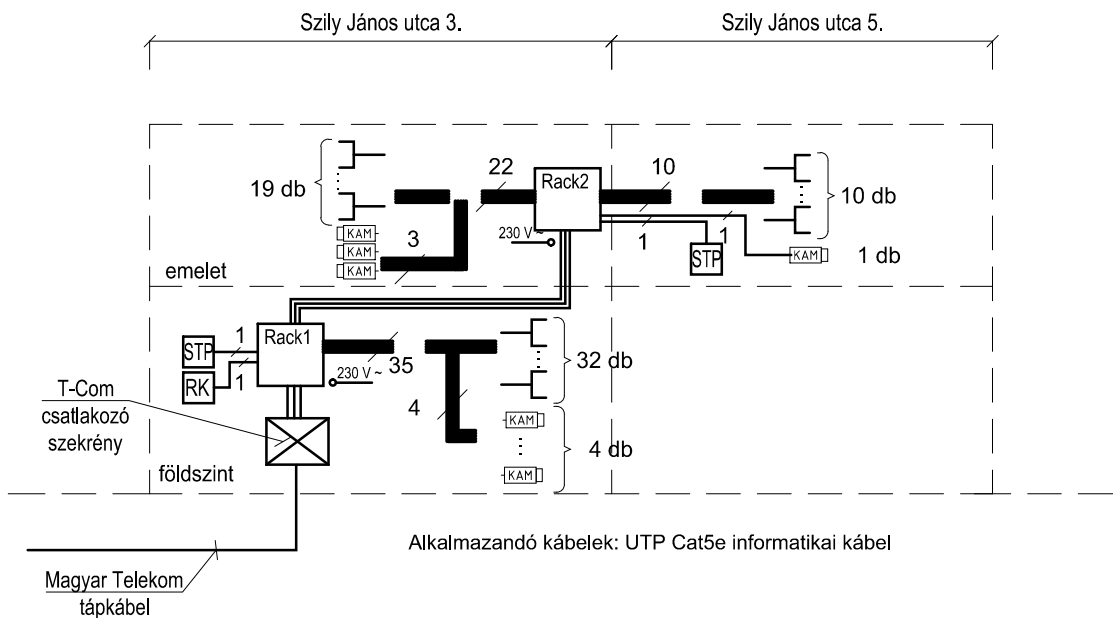 Szily János utca 3.
Szily János utca 5.
19 db
22
Rack2
10
10 db
KAM
KAM
KAM
3
230 V ~
1
1
STP
KAM
1 db
emelet
STP
1
RK
1
Rack1
35
230 V ~
32 db
4
KAM
KAM
4 db
T-Com
csatlakozó
szekrény
földszint
Alkalmazandó kábelek: UTP Cat5e informatikai kábel
Magyar Telekom
tápkábel